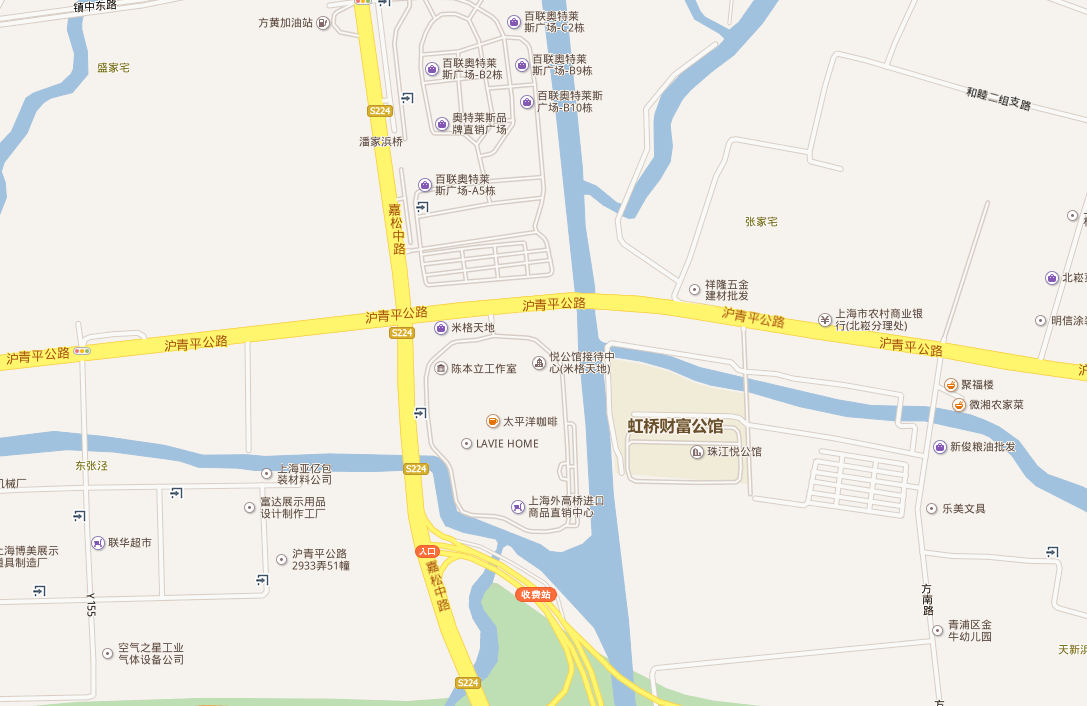 镇中东路
方黄加油站
百联奥特莱
斯广场-C2栋
盛家宅
百联奥特莱
斯广场-B2栋
百联奥特莱
斯广场-B9栋
百联奥特莱斯
广场-B10栋
和睦二组支路
S224
奥特莱斯品
牌直销广场
潘家浜桥
百联奥特莱
斯广场-A5栋
嘉松中路
张家宅
祥隆五金
建材批发
北崧菜
沪青平公路
沪青平公路
沪青平公路
上海市农村商业银
行(北崧分理处)
明信涂装
S224
米格天地
沪青平公路
沪青平公路
沪青平公路
沪
陈本立工作室
悦公馆接待中
心(米格天地)
聚福楼
微湘农家菜
太平洋咖啡
虹桥财富公馆
LAVIE HOME
珠江悦公馆
新俊粮油批发
东张泾
S224
上海亚亿包
装材料公司
机械厂
富达展示用品
设计制作工厂
上海外高桥进口
商品直销中心
乐美文具
联华超市
上海博美展示
道具制造厂
沪青平公路
2933弄51幢
入口
嘉松中路
收费站
Y155
方南路
青浦区金
牛幼儿园
空气之星工业
气体设备公司
天新浜
S224
方